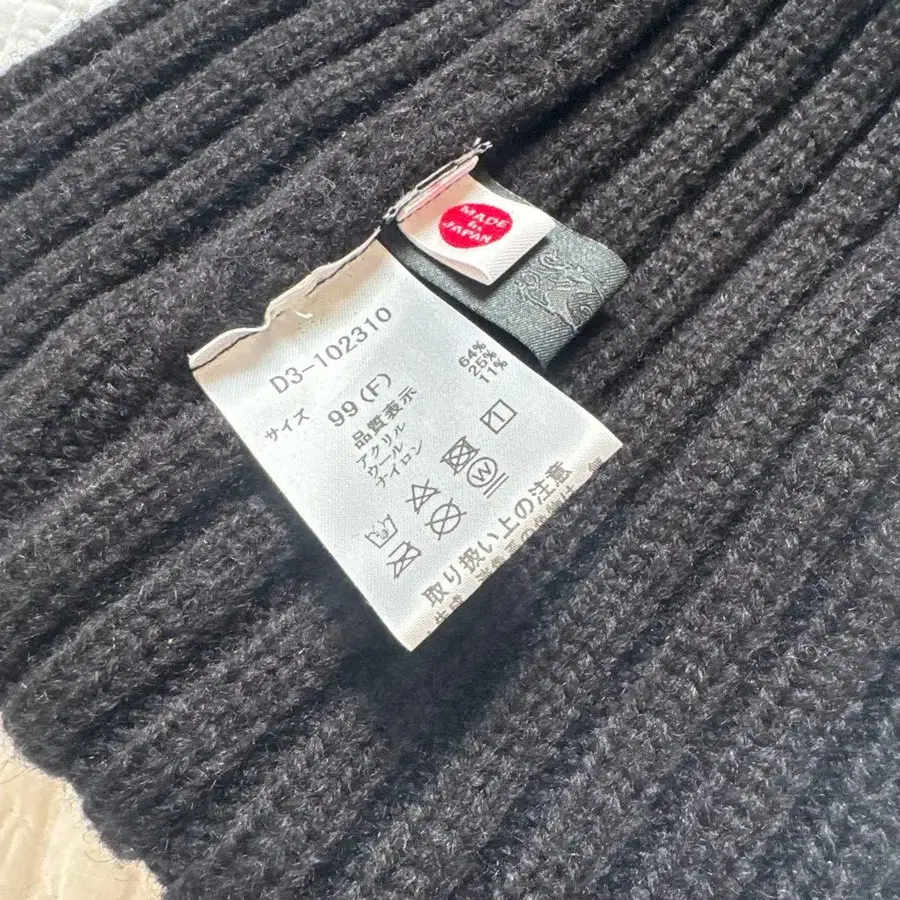 MADE
in
JAPAN
D3-102310
サイズ 99(F)
品質表示
アクリル 64%
ウール 25%
ナイロン 11%
取り扱い上の注意